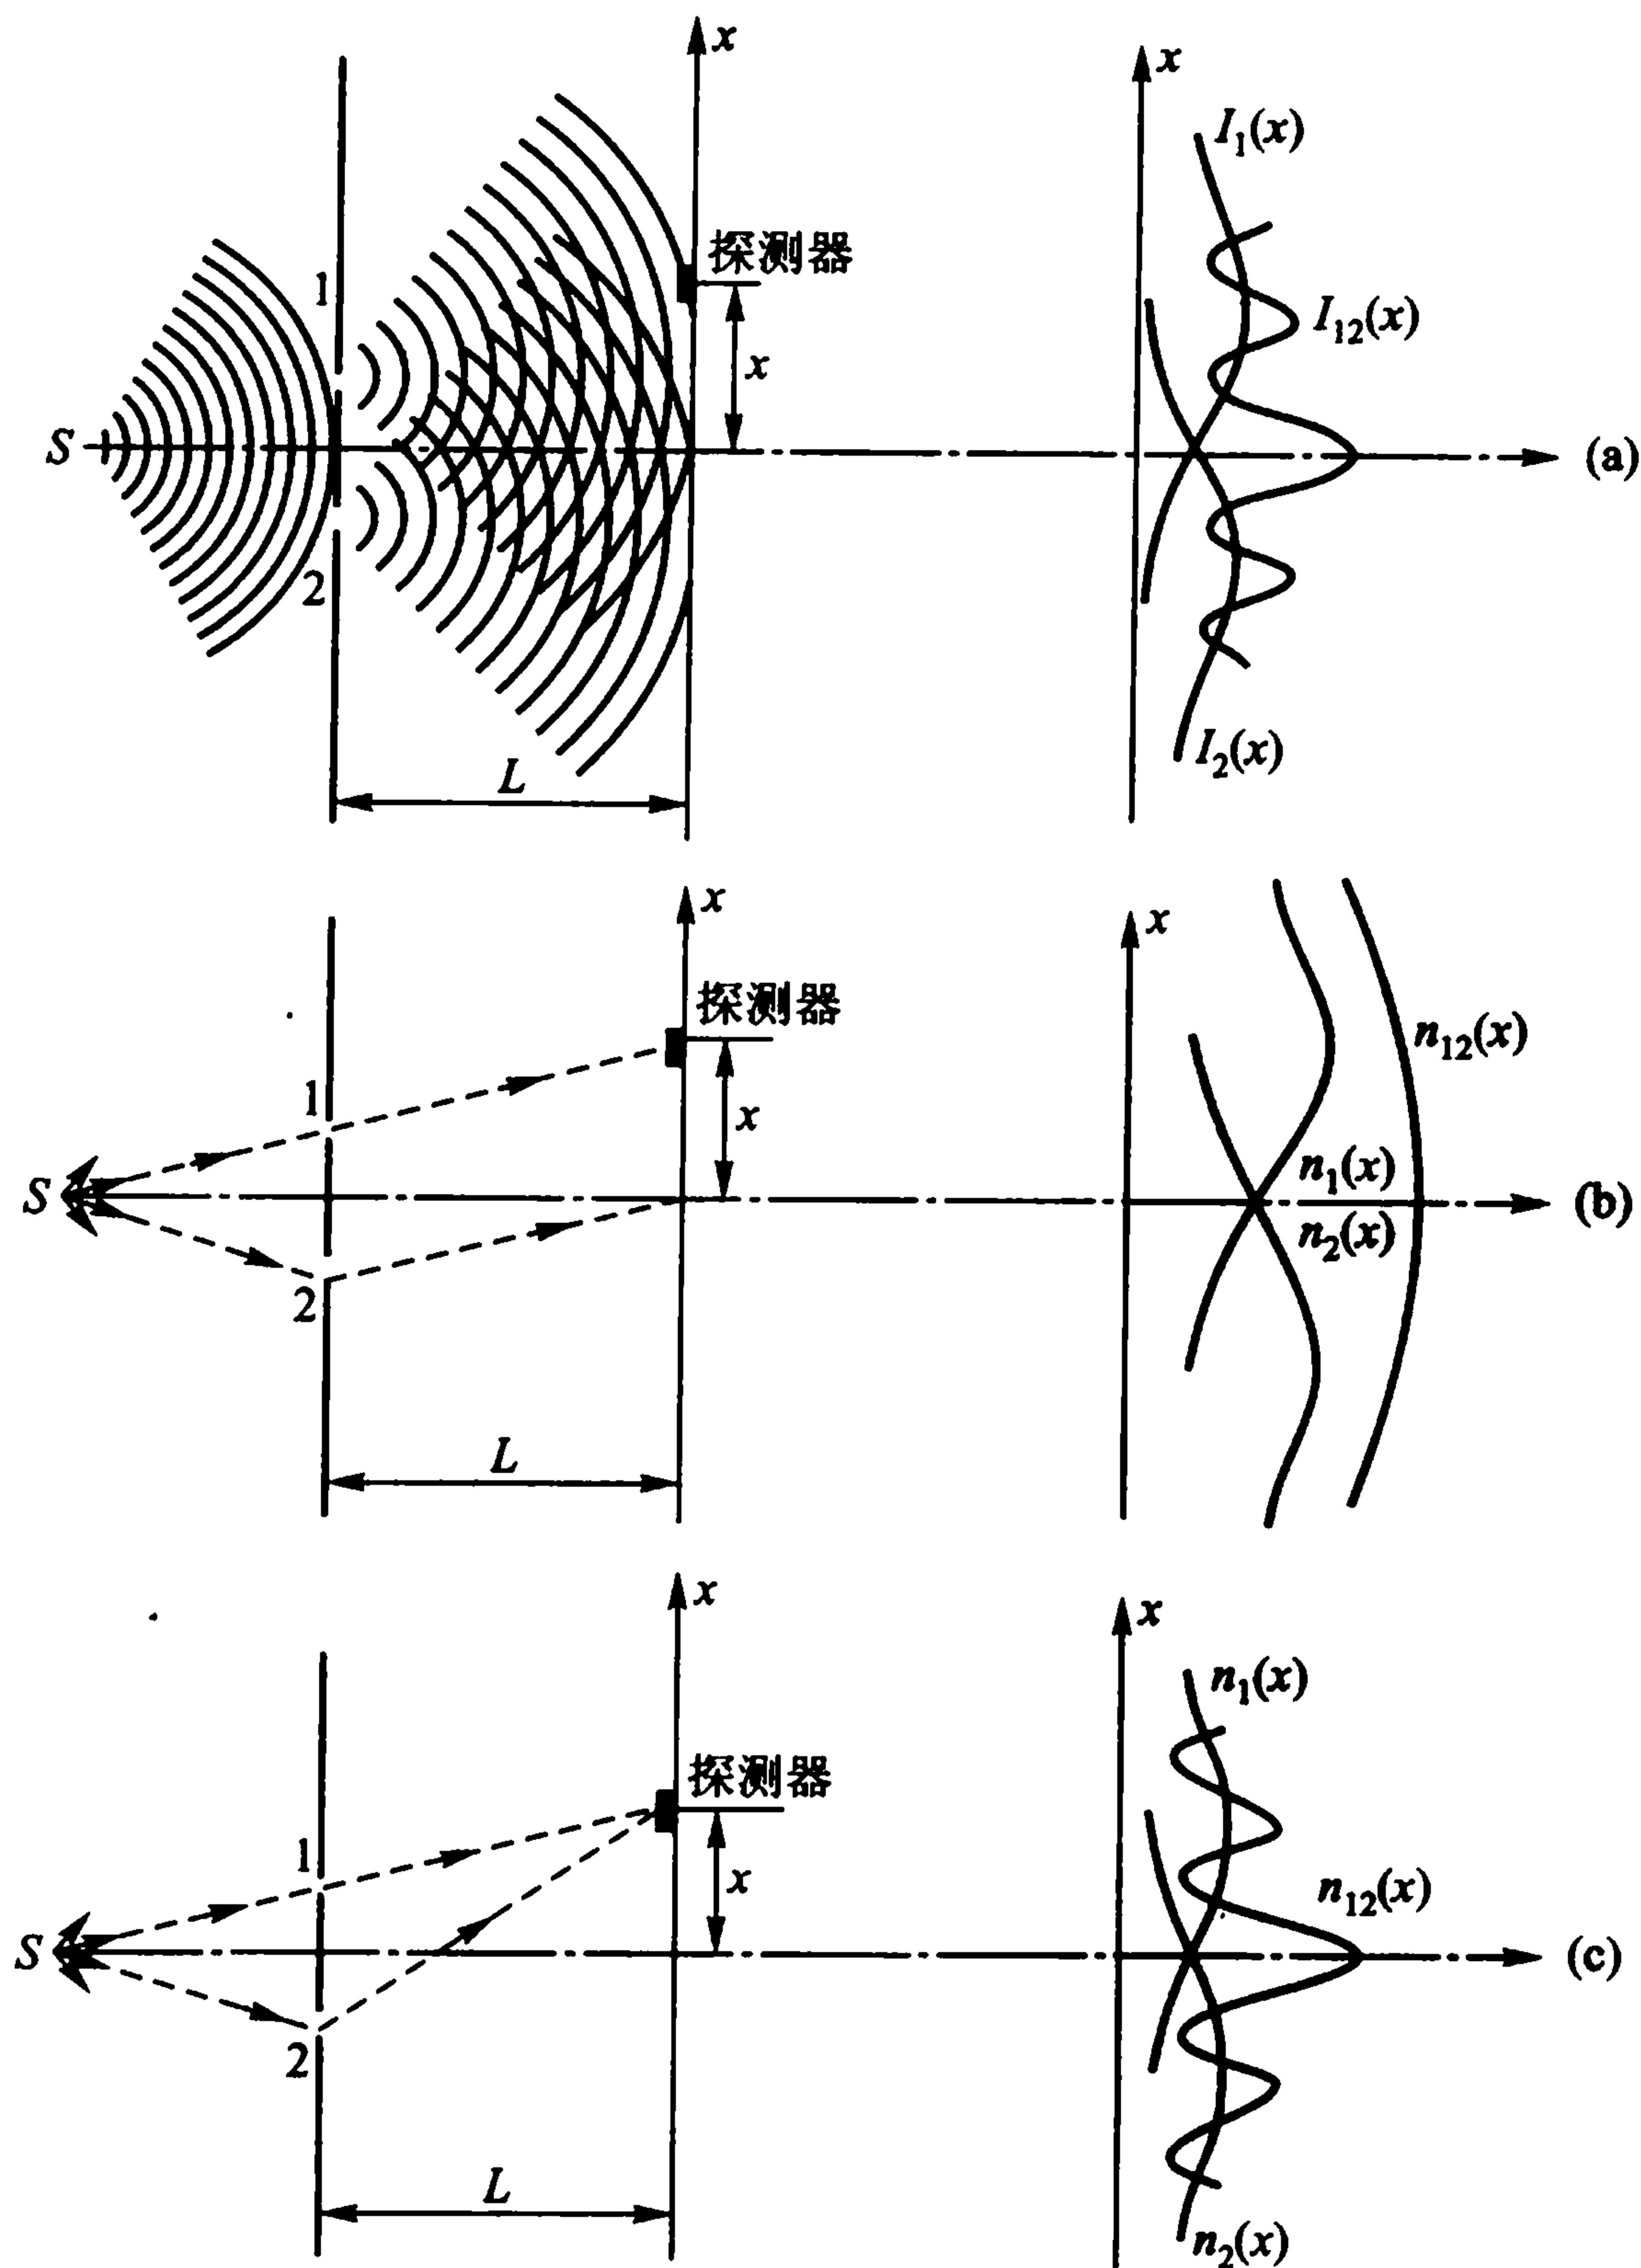 x
x
I₁(x)
探测器
1
I₁₂(x)
x
S
(a)
2
I₂(x)
L
x
x
探测器
n₁₂(x)
1
x
n₁(x)
S
(b)
n₂(x)
2
L
x
x
n₁(x)
探测器
1
x
n₁₂(x)
S
(c)
2
L
n₂(x)